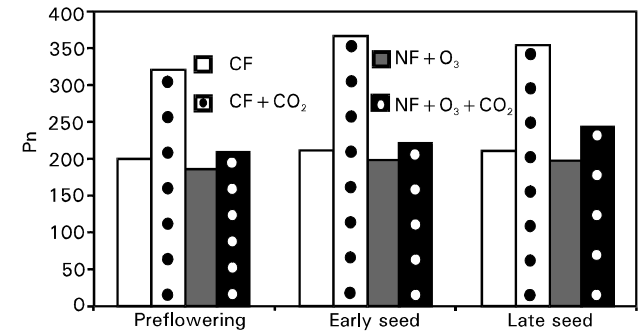 400
350
300
250
200
150
100
50
0
Pn
CF
CF + CO₂
NF + O₃
NF + O₃ + CO₂
Preflowering
Early seed
Late seed